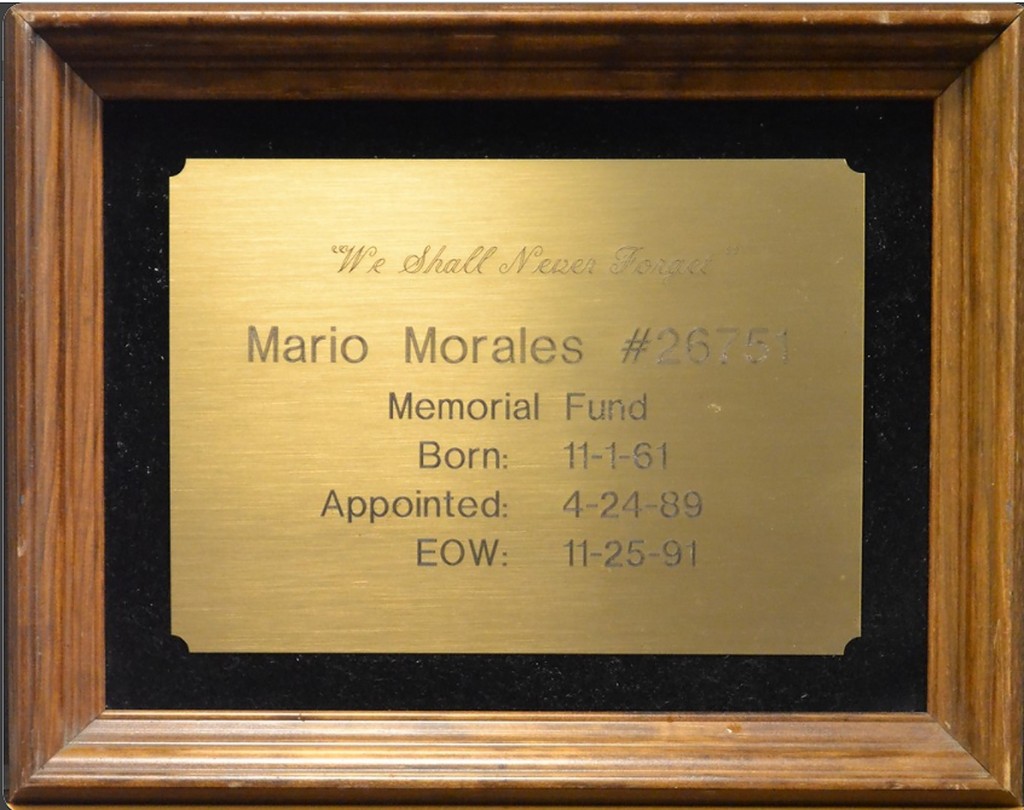 "We Shall Never Forget"
Mario Morales #26751
Memorial Fund
Born: 11-1-61
Appointed: 4-24-89
EOW: 11-25-91